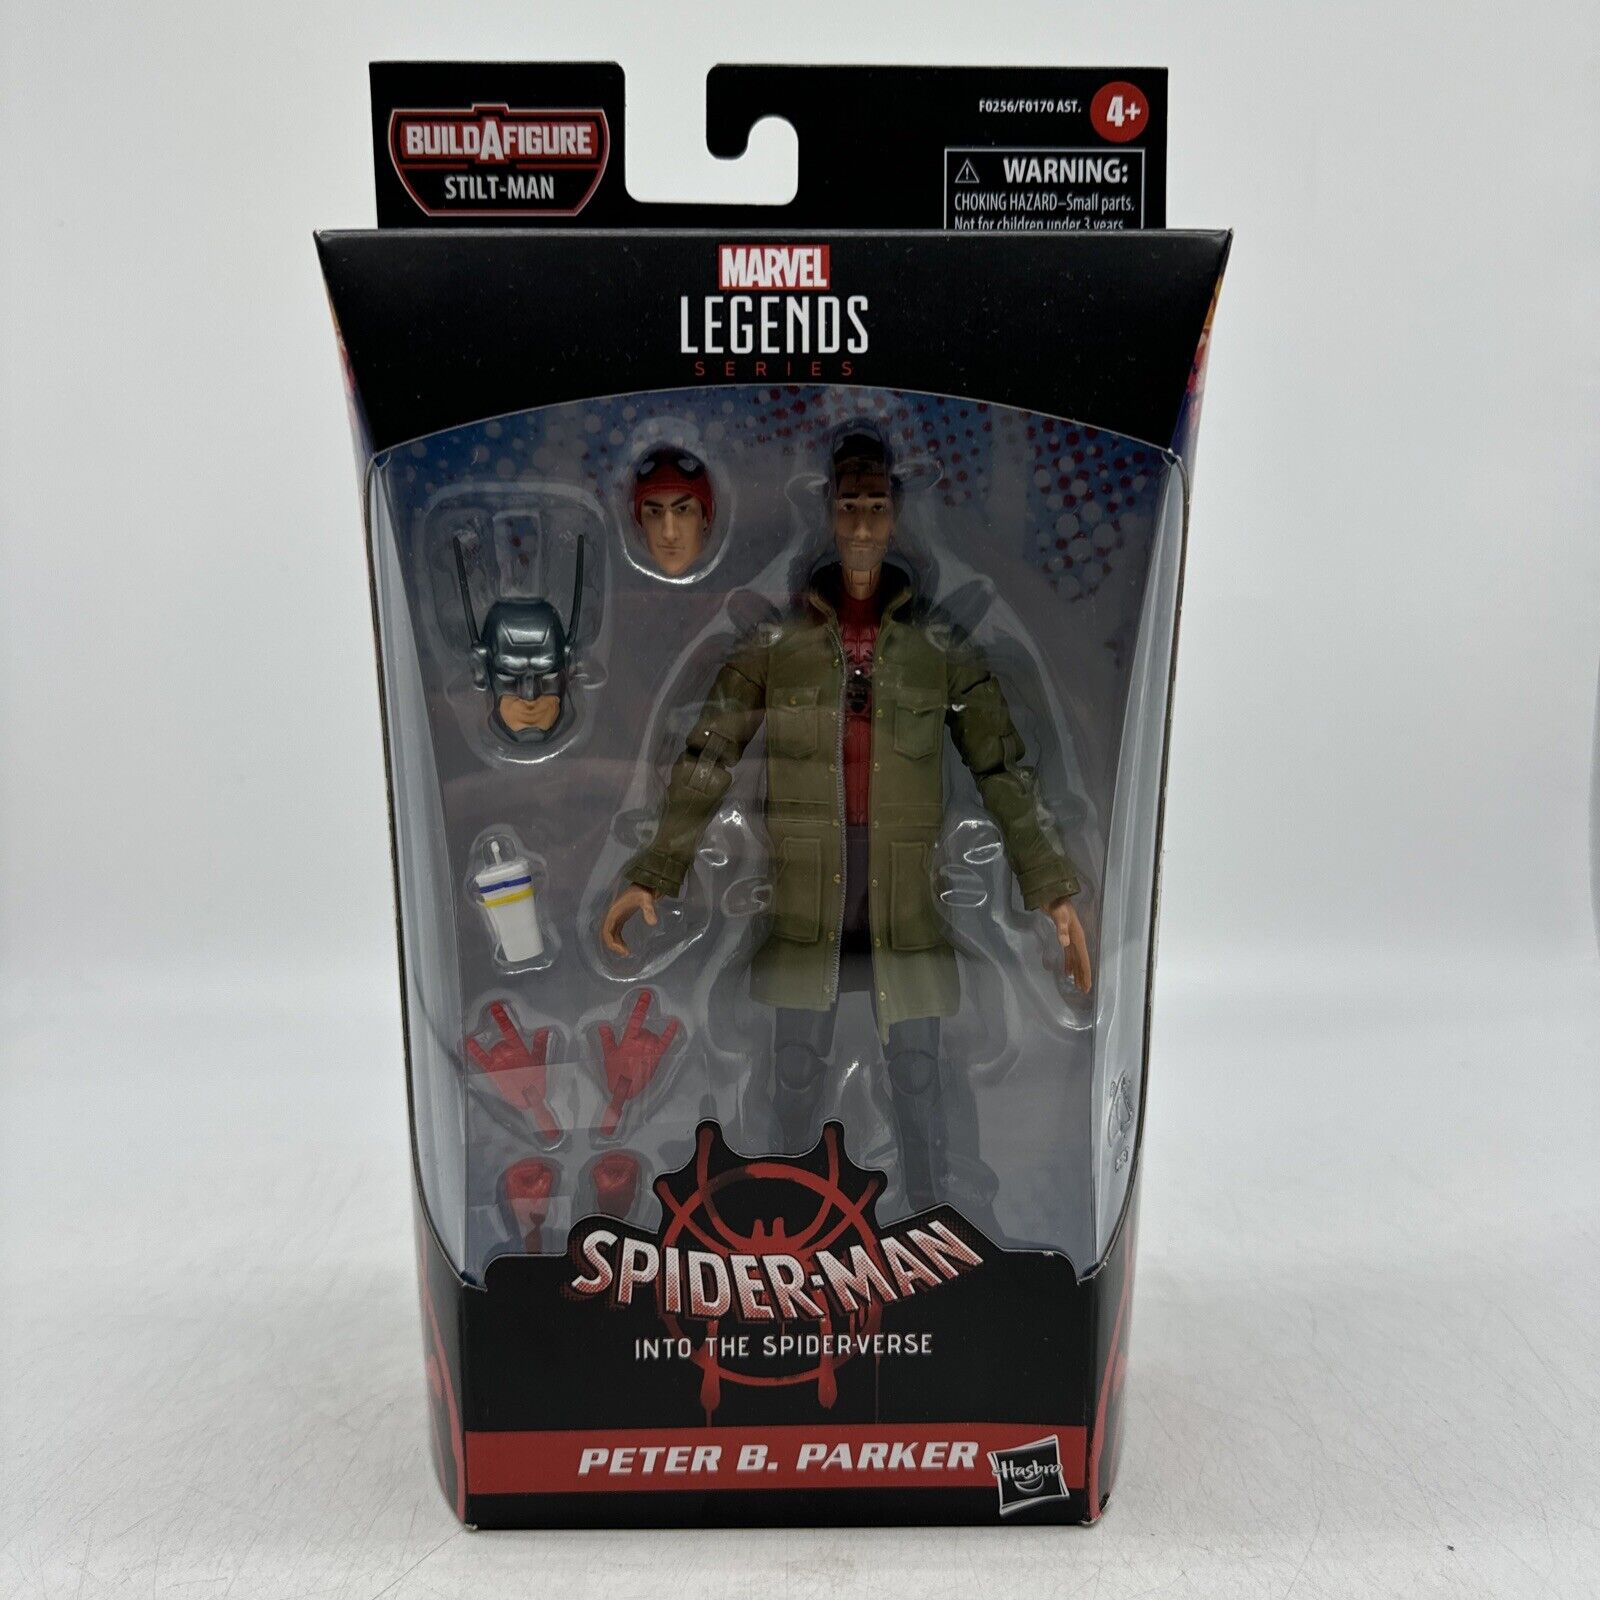 BUILDAFIGURE
STILT-MAN
F0256/F0170 AST.
4+
WARNING:
CHOKING HAZARD–Small parts.
Not for children under 3 years
MARVEL
LEGENDS
SERIES
SPIDER-MAN
INTO THE SPIDER-VERSE
PETER B. PARKER
Hasbro